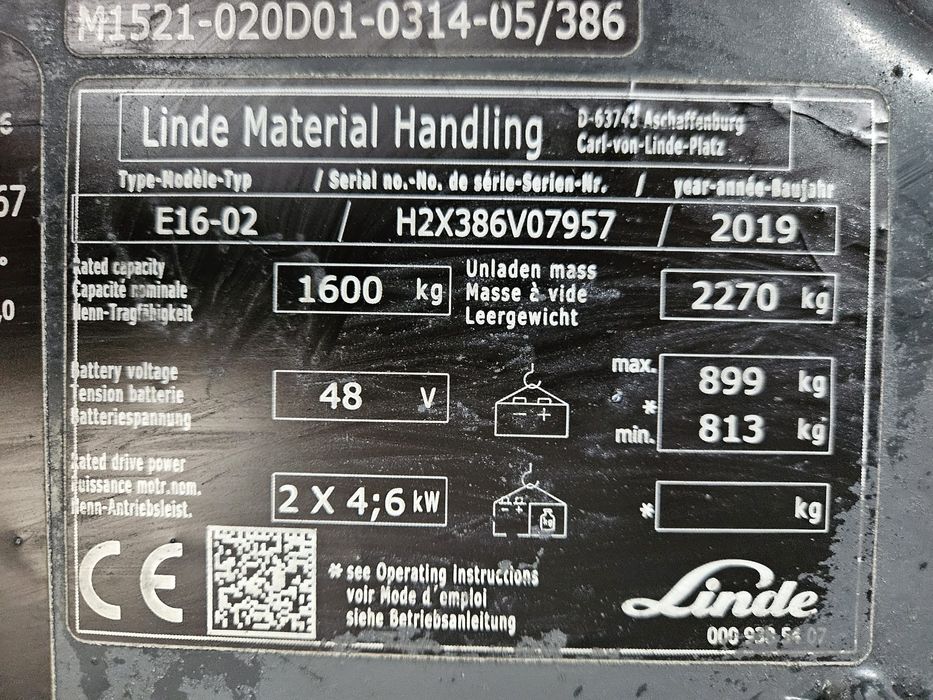 M1521-020D01-0314-05/386
Linde Material Handling
D-63743 Aschaffenburg
Carl-von-Linde-Platz
Type-Modèle-Typ / Serial no.-No. de série-Serien-Nr. / year-année-Baujahr
E16-02 / H2X386V07957 / 2019
Rated capacity
Capacité nominale
Nenn-Tragfähigkeit
1600 kg
Unladen mass
Masse à vide
Leergewicht
2270 kg
Battery voltage
Tension batterie
Batteriespannung
48 V
- +
max. 899 kg
*
min. 813 kg
Rated drive power
Puissance motr.nom.
Nenn-Antriebsleist.
2 X 4;6 kW
- +
kg
* kg
CE
* see Operating Instructions
voir Mode d'emploi
siehe Betriebsanleitung
Linde
67
°
,0